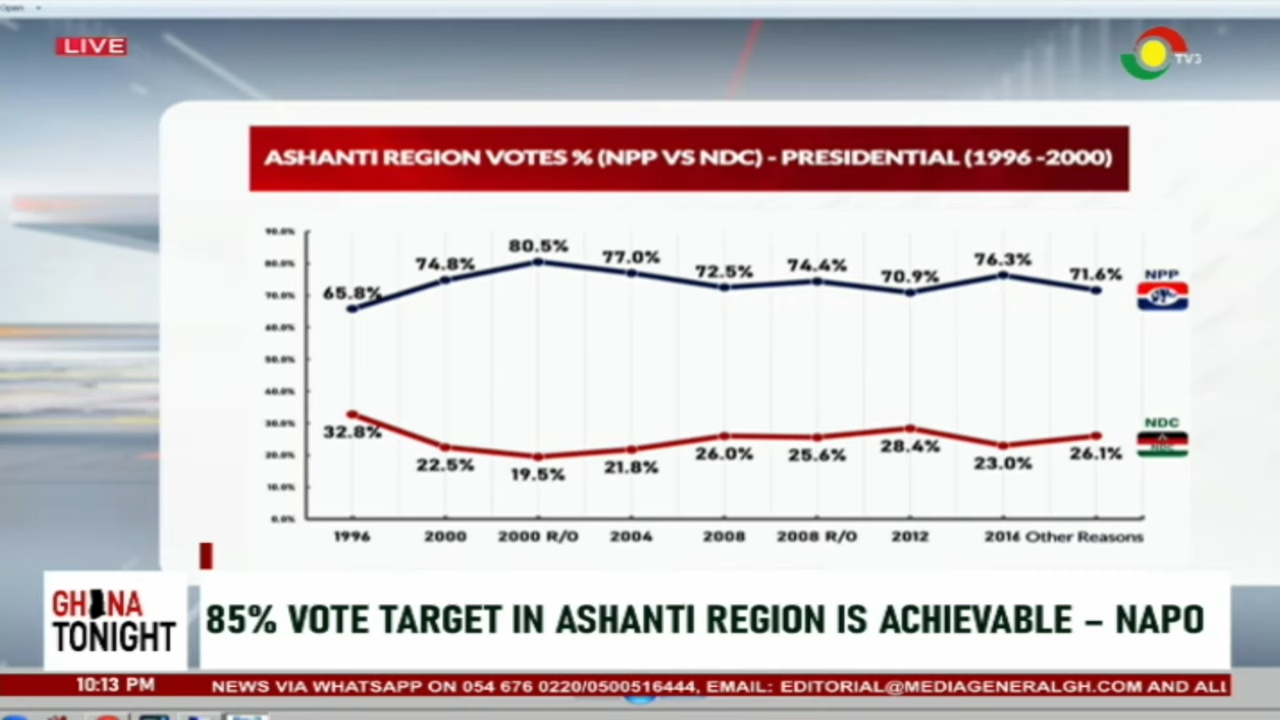 Open
LIVE
TV3
ASHANTI REGION VOTES % (NPP VS NDC) - PRESIDENTIAL (1996 -2000)
90.0%
80.0%
70.0%
60.0%
50.0%
40.0%
30.0%
20.0%
10.0%
0.0%
65.8% 74.8% 80.5% 77.0% 72.5% 74.4% 70.9% 76.3% 71.6%
NPP
32.8% 22.5% 19.5% 21.8% 26.0% 25.6% 28.4% 23.0% 26.1%
NDC
NDC
1996 2000 2000 R/O 2004 2008 2008 R/O 2012 2016 Other Reasons
GHANA
TONIGHT
85% VOTE TARGET IN ASHANTI REGION IS ACHIEVABLE – NAPO
10:13 PM
NEWS VIA WHATSAPP ON 054 676 0220/0500516444, EMAIL: EDITORIAL@MEDIAGENERALGH.COM AND ALL